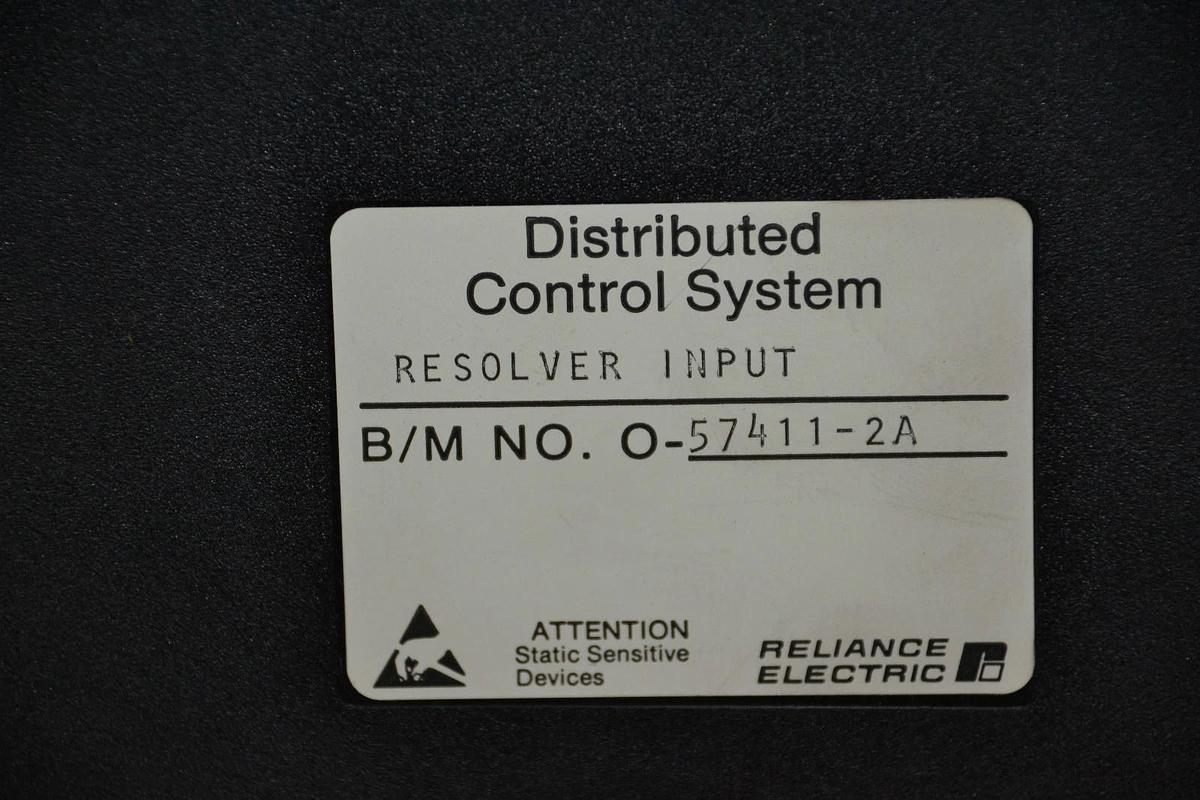 Distributed
Control System
RESOLVER INPUT
B/M NO. O-57411-2A
ATTENTION
Static Sensitive
Devices
RELIANCE
ELECTRIC